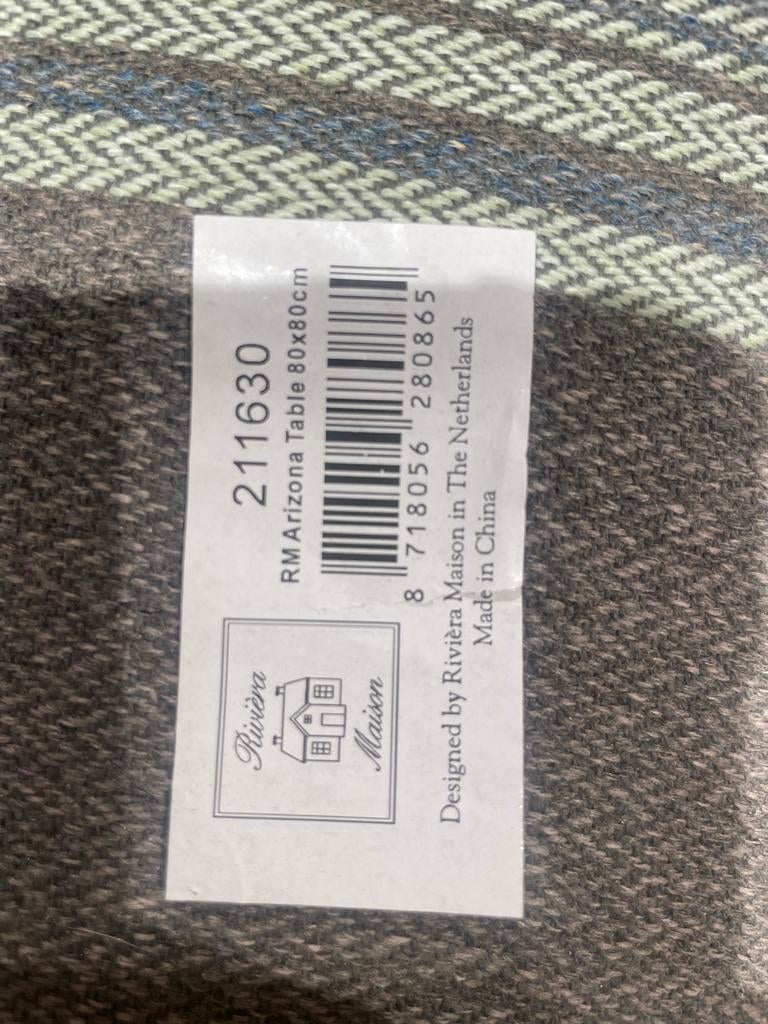 211630
RM Arizona Table 80x80cm
8 718056 280865
Rivièra
Maison
Designed by Rivièra Maison in The Netherlands
Made in China